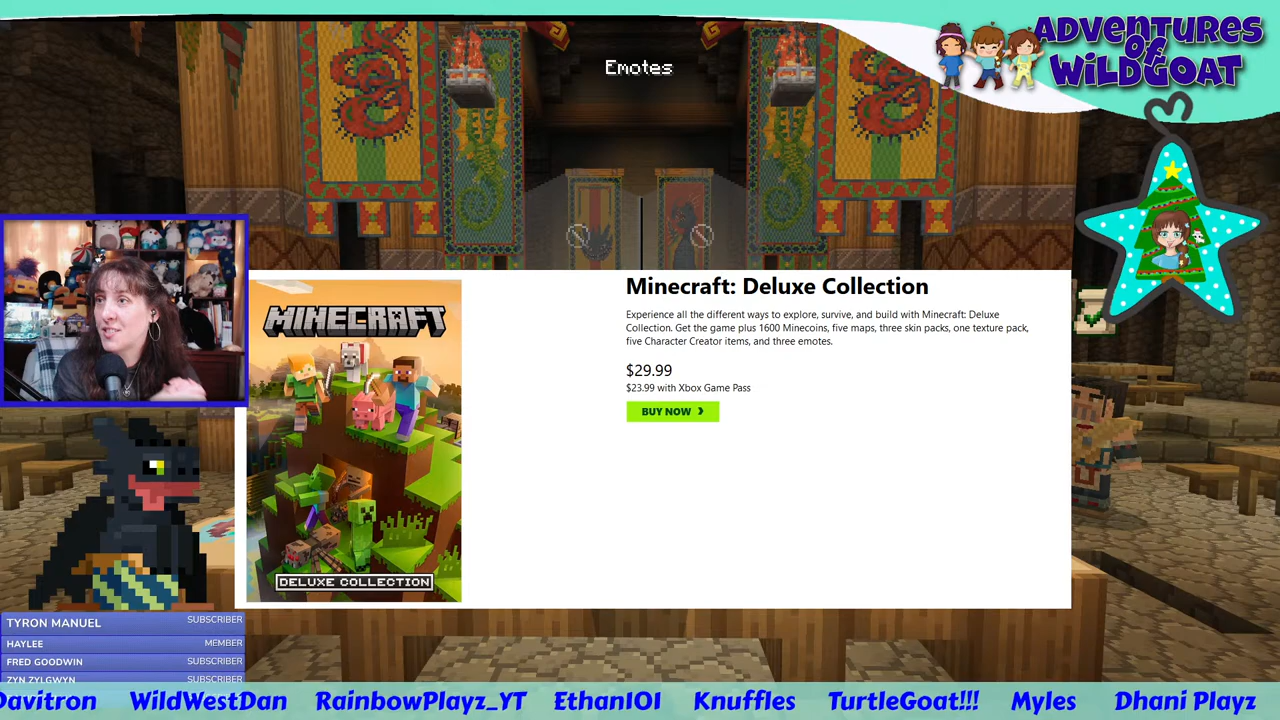 Emotes
ADVENTURES
OF
WILDGOAT
MINECRAFT
DELUXE COLLECTION
Minecraft: Deluxe Collection
Experience all the different ways to explore, survive, and build with Minecraft: Deluxe
Collection. Get the game plus 1600 Minecoins, five maps, three skin packs, one texture pack,
five Character Creator items, and three emotes.
$29.99
$23.99 with Xbox Game Pass
BUY NOW ❯
TYRON MANUEL SUBSCRIBER
HAYLEE MEMBER
FRED GOODWIN SUBSCRIBER
ZYN ZYLGWYN SUBSCRIBER
Davitron WildWestDan RainbowPlayz_YT Ethan101 Knuffles TurtleGoat!!! Myles Dhani Playz